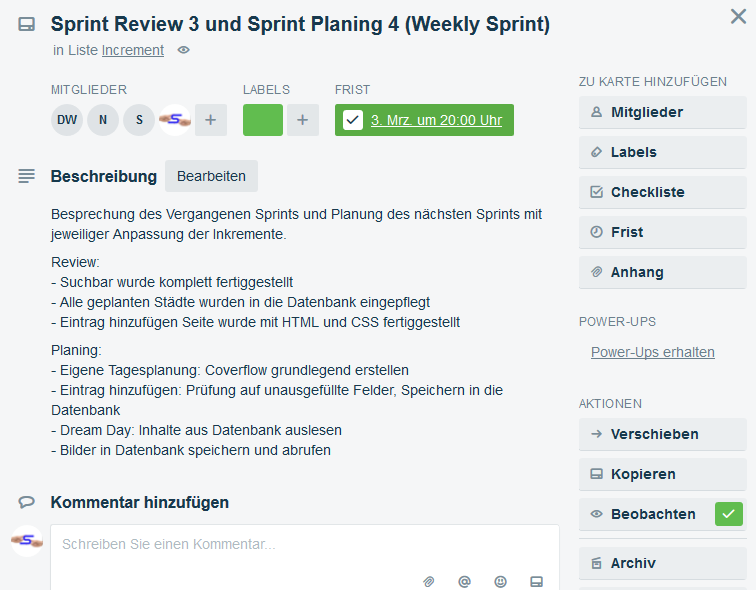 Sprint Review 3 und Sprint Planing 4 (Weekly Sprint)
in Liste Increment
MITGLIEDER
LABELS
FRIST
DW N S S +
+
3. Mrz. um 20:00 Uhr
Beschreibung
Bearbeiten
Besprechung des Vergangenen Sprints und Planung des nächsten Sprints mit
jeweiliger Anpassung der Inkremente.
Review:
- Suchbar wurde komplett fertiggestellt
- Alle geplanten Städte wurden in die Datenbank eingepflegt
- Eintrag hinzufügen Seite wurde mit HTML und CSS fertiggestellt
Planing:
- Eigene Tagesplanung: Coverflow grundlegend erstellen
- Eintrag hinzufügen: Prüfung auf unausgefüllte Felder, Speichern in die
Datenbank
- Dream Day: Inhalte aus Datenbank auslesen
- Bilder in Datenbank speichern und abrufen
Kommentar hinzufügen
S
Schreiben Sie einen Kommentar...
ZU KARTE HINZUFÜGEN
Mitglieder
Labels
Checkliste
Frist
Anhang
POWER-UPS
Power-Ups erhalten
AKTIONEN
Verschieben
Kopieren
Beobachten
Archiv